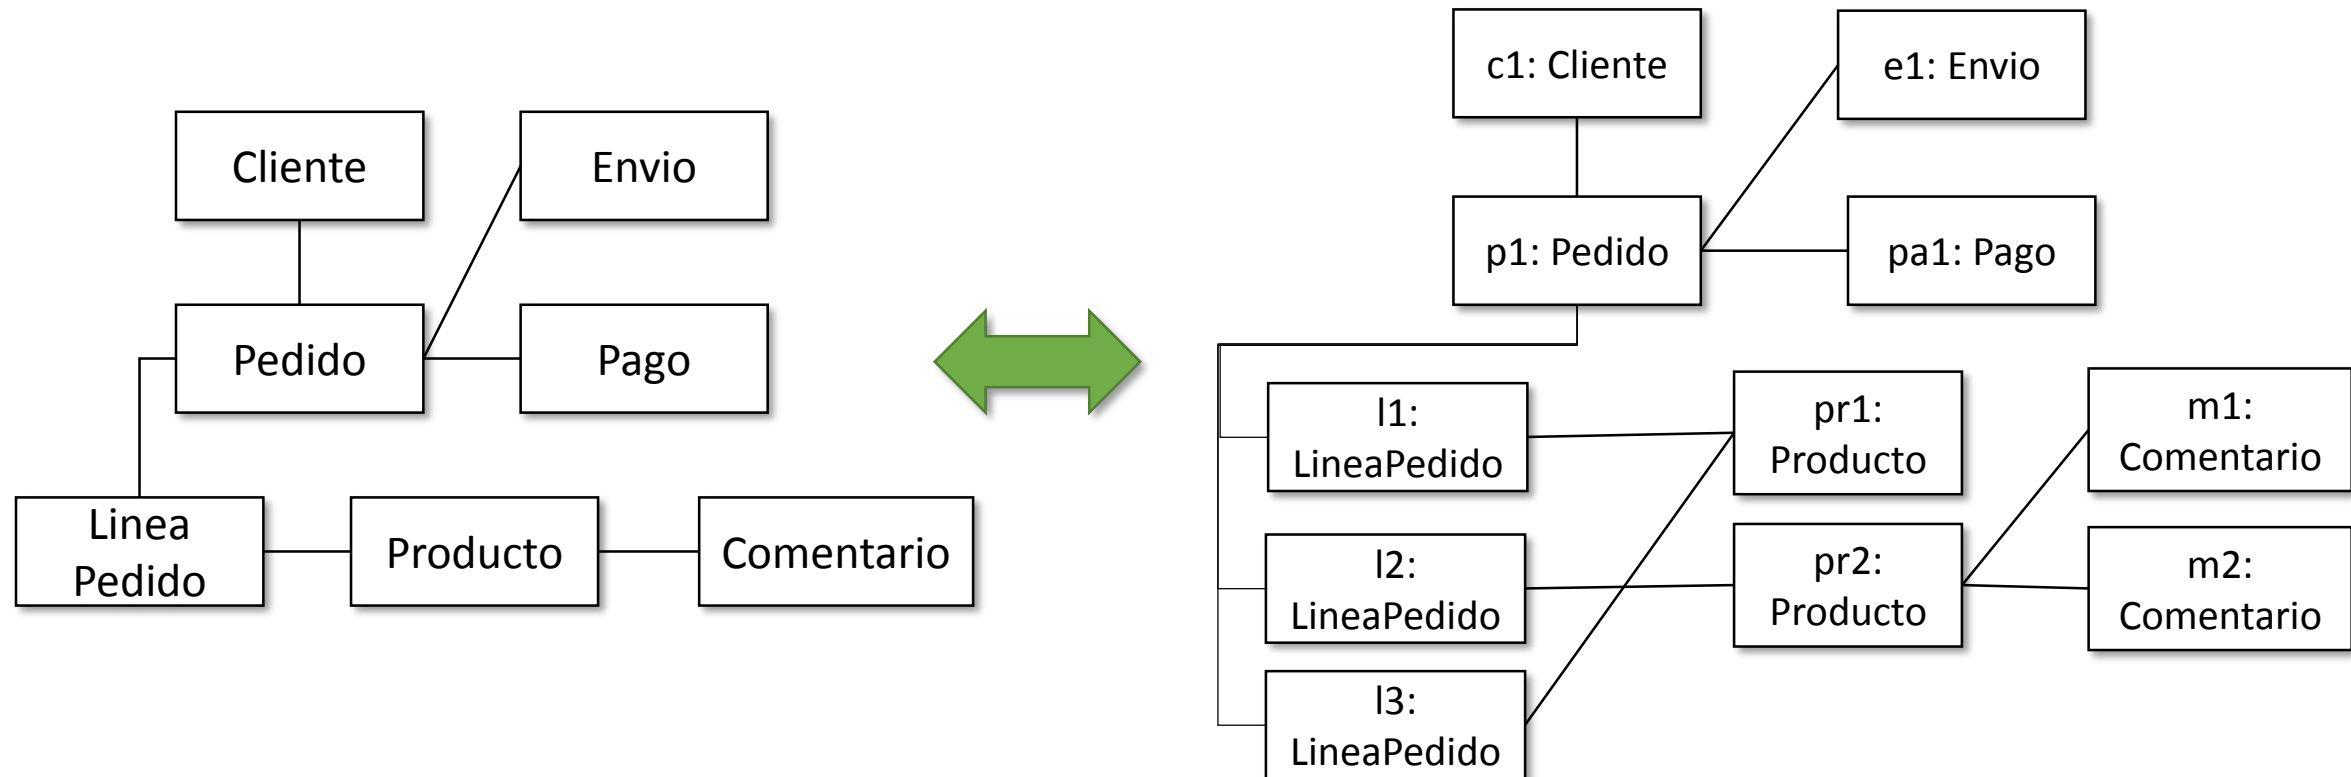 Cliente
Envio
Pedido
Pago
Linea
Pedido
Producto
Comentario
c1: Cliente
e1: Envio
p1: Pedido
pa1: Pago
l1:
LineaPedido
pr1:
Producto
m1:
Comentario
l2:
LineaPedido
pr2:
Producto
m2:
Comentario
l3:
LineaPedido